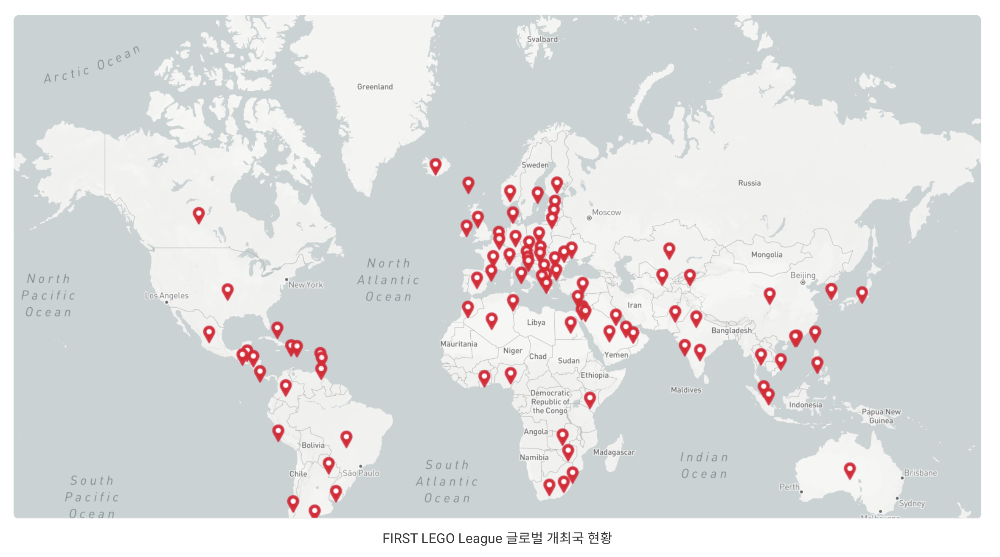 Arctic Ocean
Svalbard
Greenland
Sweden
Russia
Moscow
North
Pacific
Ocean
Los Angeles
New York
North
Atlantic
Ocean
Mongolia
Beijing
Iran
Libya
Bangladesh
Mauritania
Niger
Chad
Sudan
Yemen
Ethiopia
Maldives
Democratic
Republic of
the Congo
Indonesia
Papua New
Guinea
Angola
Bolivia
Namibia
Madagascar
Chile
São Paulo
South
Pacific
Ocean
South
Atlantic
Ocean
Indian
Ocean
Brisbane
Perth
Sydney
Melbourne
FIRST LEGO League 글로벌 개최국 현황